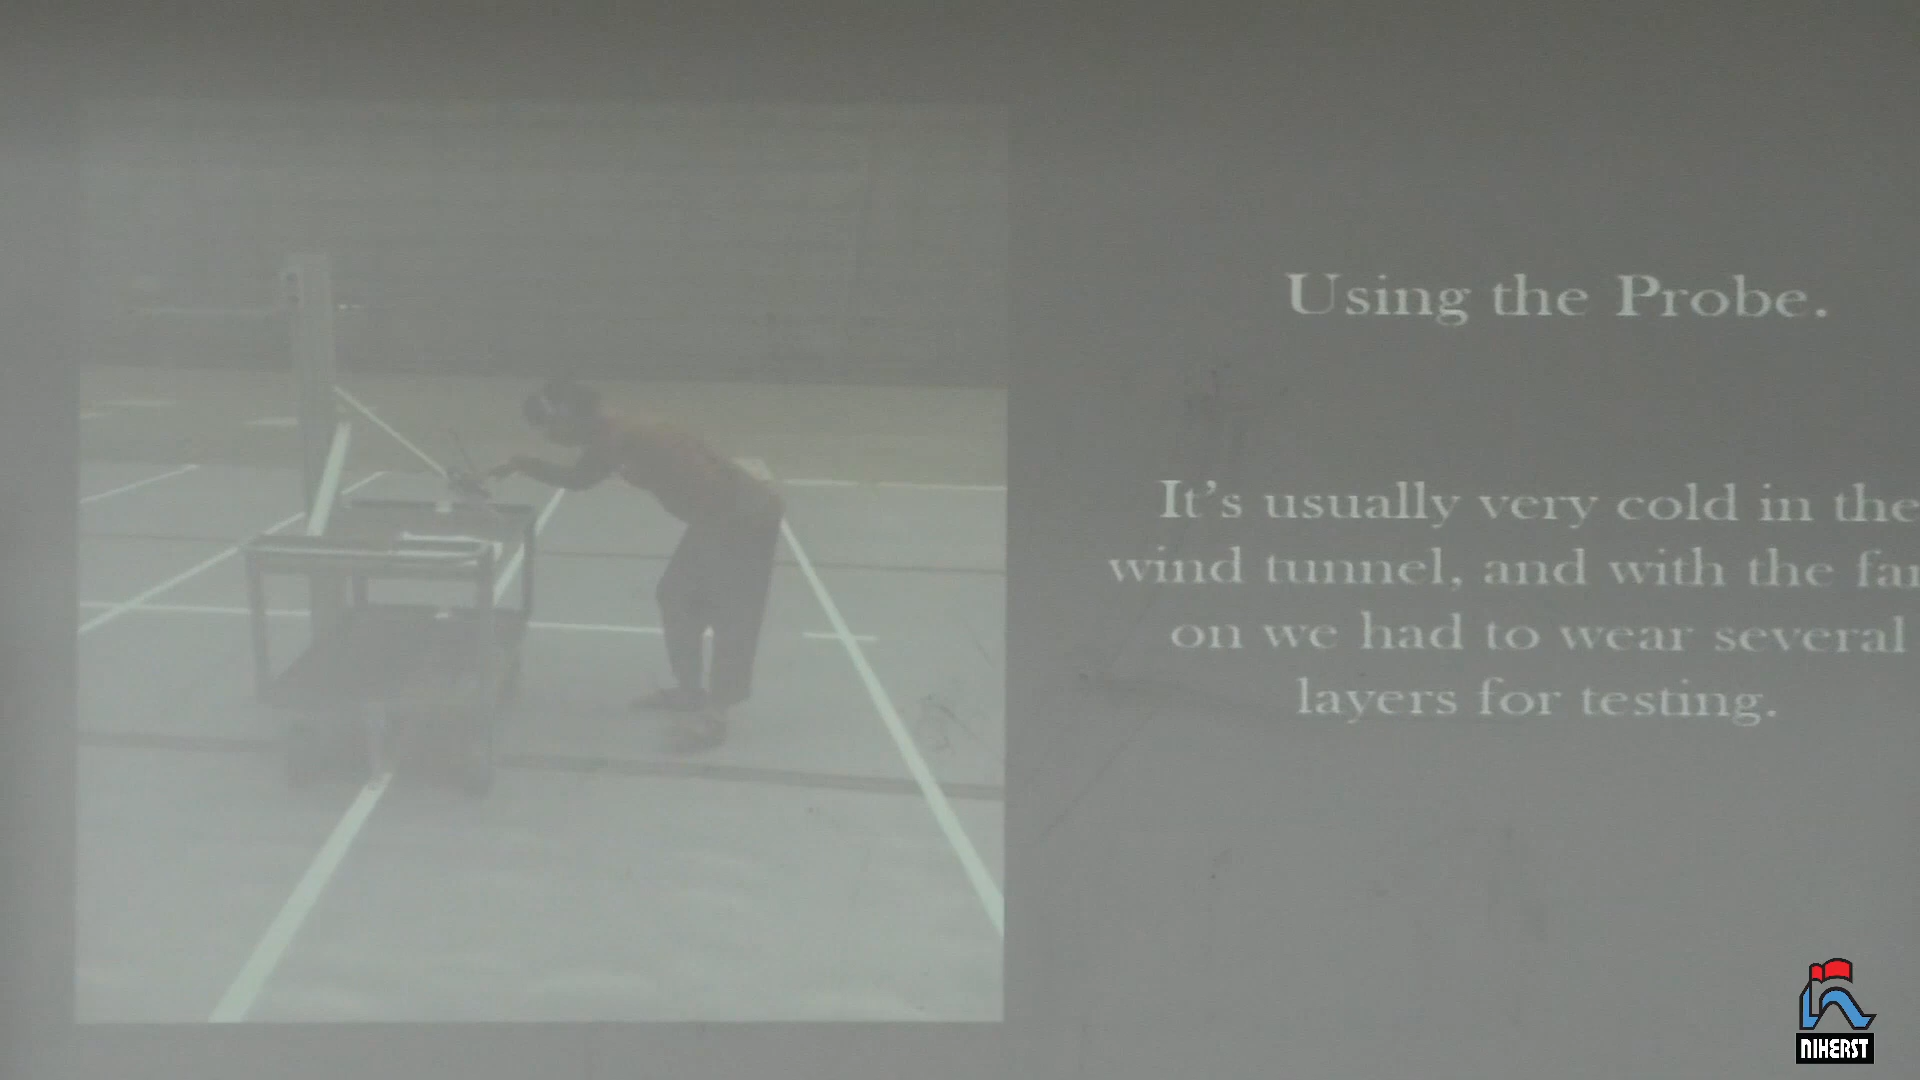 Using the Probe.
It's usually very cold in the
wind tunnel, and with the
on we had to wear several
layers for testing.
NIHERST